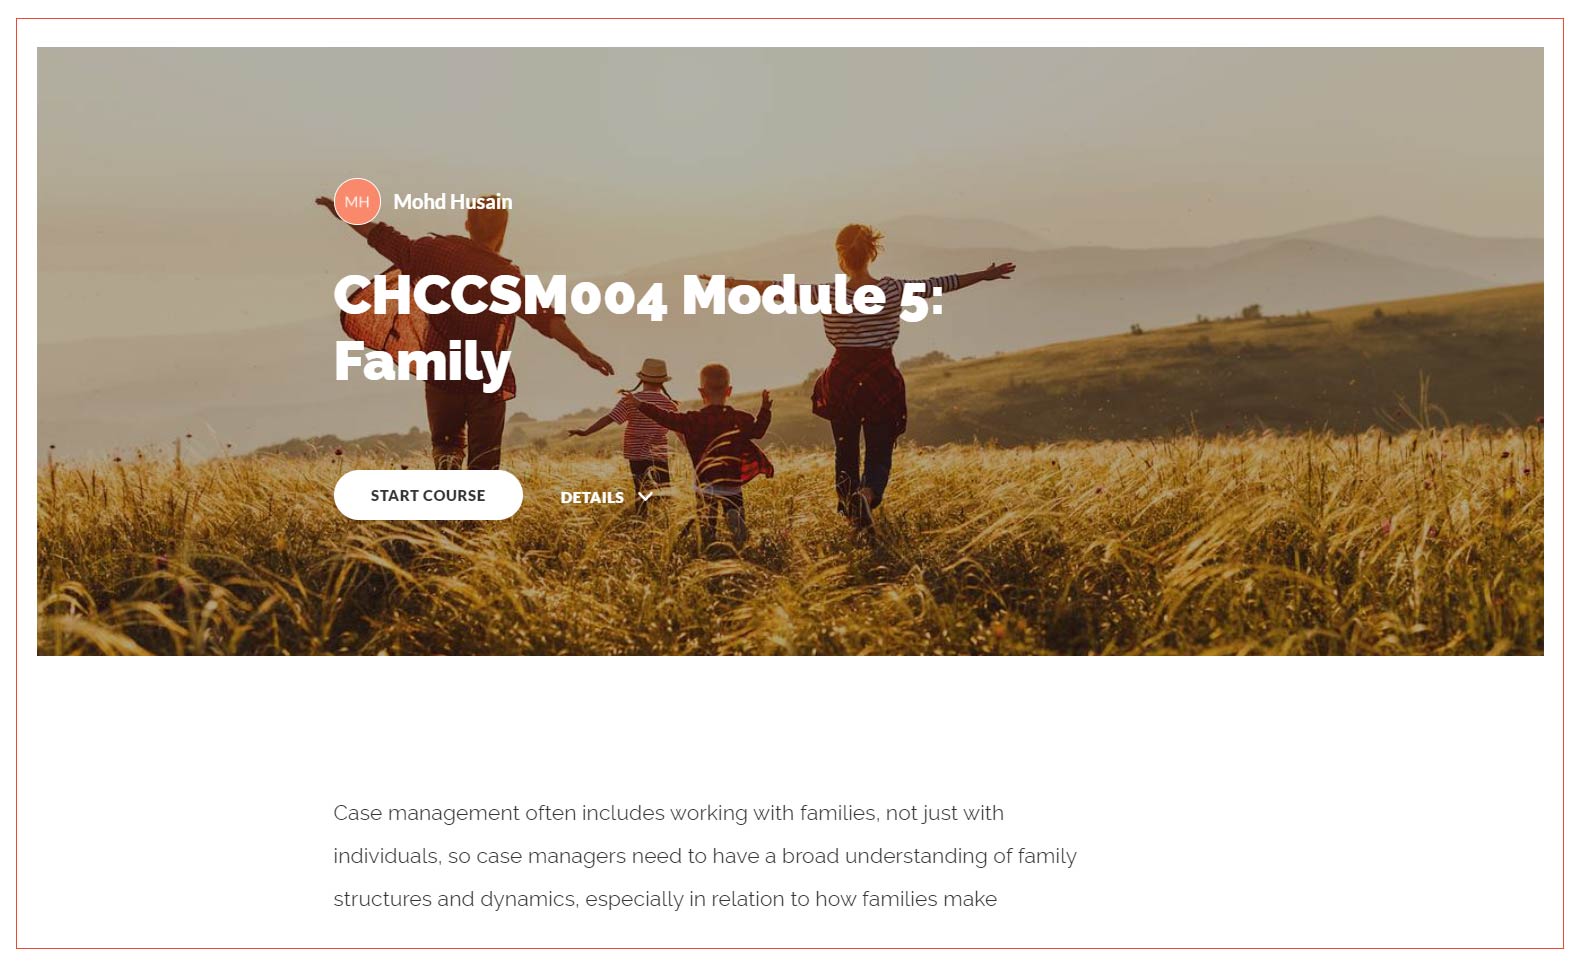 MH
Mohd Husain
CHCCSM004 Module 5:
Family
START COURSE
DETAILS
Case management often includes working with families, not just with
individuals, so case managers need to have a broad understanding of family
structures and dynamics, especially in relation to how families make